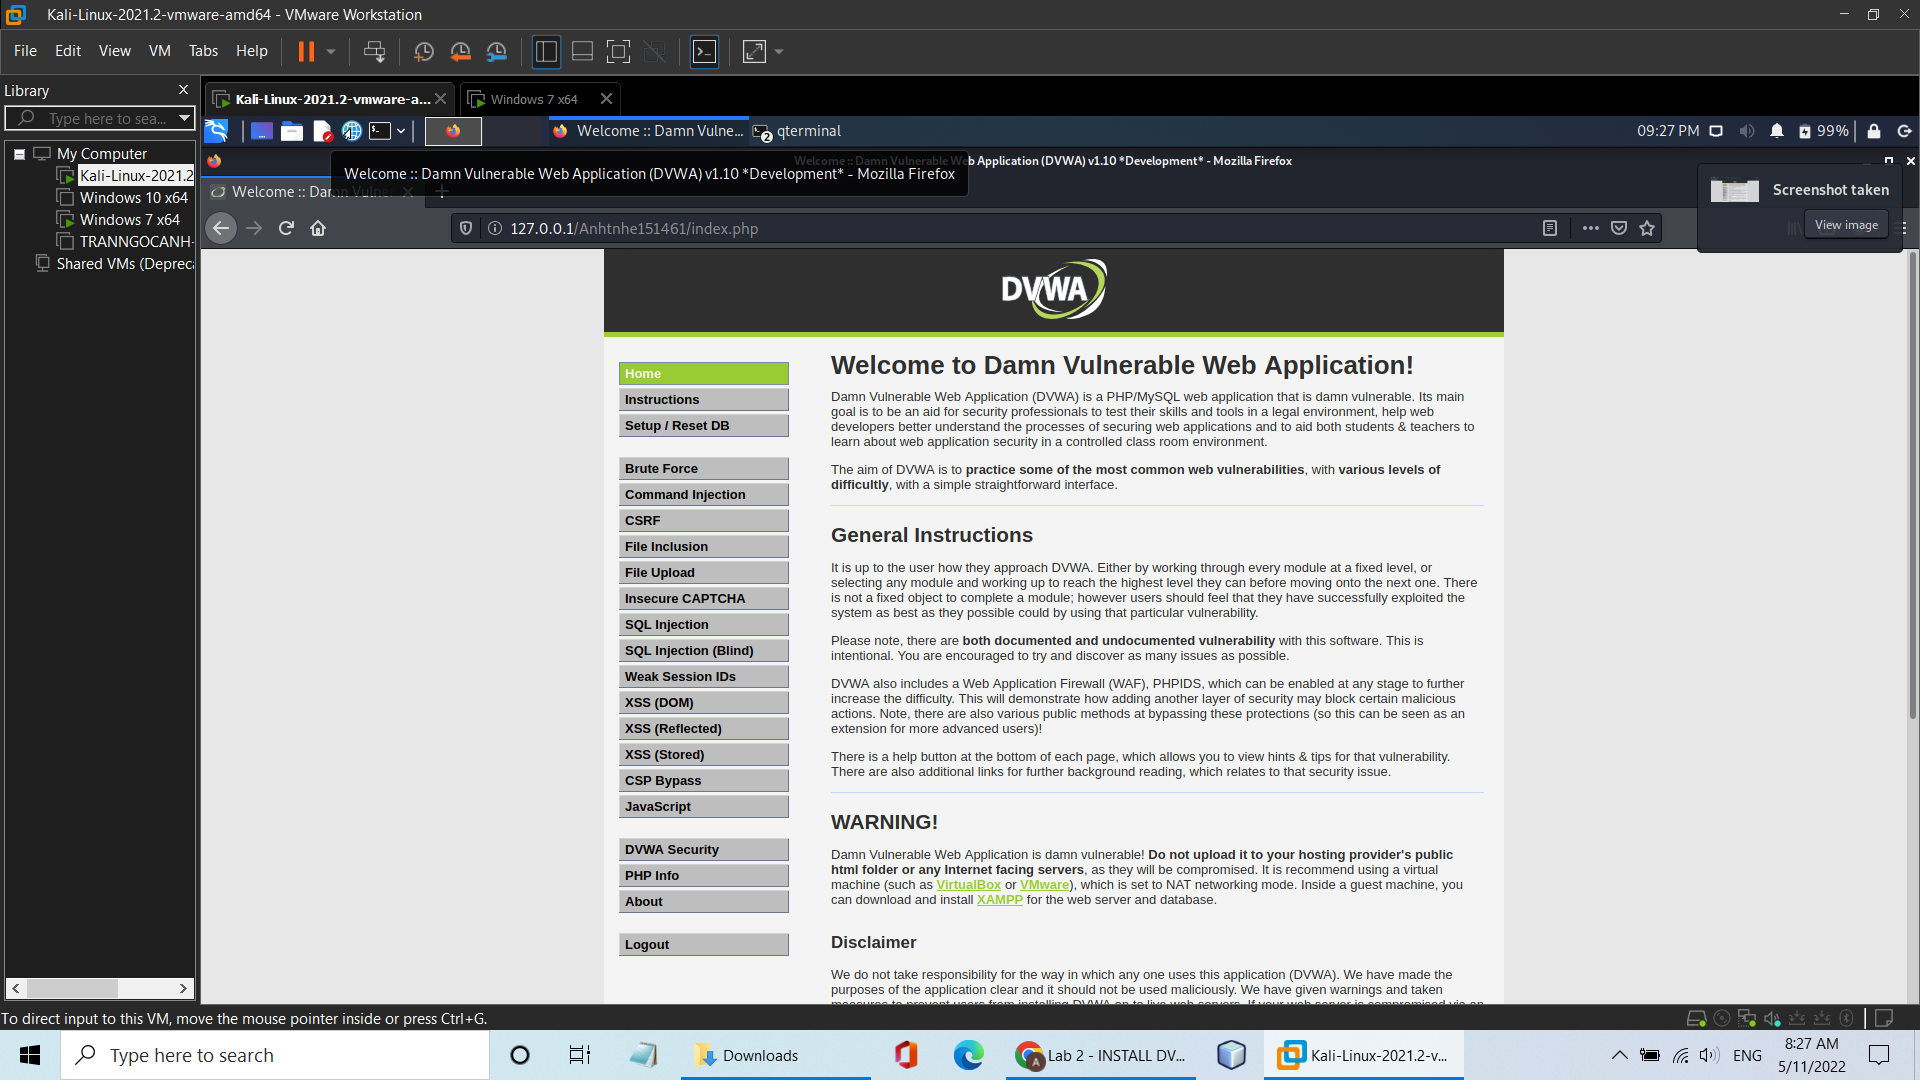 Kali-Linux-2021.2-vmware-amd64 - VMware Workstation
File Edit View VM Tabs Help
Library
Type here to sea...
My Computer
Kali-Linux-2021.2
Windows 10 x64
Windows 7 x64
TRANNGOCANH-
Shared VMs (Depreca
Kali-Linux-2021.2-vmware-a...
Windows 7 x64
Welcome :: Damn Vulne...
2
qterminal
09:27 PM
99%
Welcome :: Damn Vulnerable Web Application (DVWA) v1.10 *Development* - Mozilla Firefox
Welcome :: Damn Vulnerable Web Application (DVWA) v1.10 *Development* - Mozilla Firefox
Welcome :: Damn Vulne
Screenshot taken
View image
127.0.0.1/Anhtnhe151461/index.php
DVWA
Home
Instructions
Setup / Reset DB
Brute Force
Command Injection
CSRF
File Inclusion
File Upload
Insecure CAPTCHA
SQL Injection
SQL Injection (Blind)
Weak Session IDs
XSS (DOM)
XSS (Reflected)
XSS (Stored)
CSP Bypass
JavaScript
DVWA Security
PHP Info
About
Logout
Welcome to Damn Vulnerable Web Application!
Damn Vulnerable Web Application (DVWA) is a PHP/MySQL web application that is damn vulnerable. Its main
goal is to be an aid for security professionals to test their skills and tools in a legal environment, help web
developers better understand the processes of securing web applications and to aid both students & teachers to
learn about web application security in a controlled class room environment.
The aim of DVWA is to practice some of the most common web vulnerabilities, with various levels of
difficultly, with a simple straightforward interface.
General Instructions
It is up to the user how they approach DVWA. Either by working through every module at a fixed level, or
selecting any module and working up to reach the highest level they can before moving onto the next one. There
is not a fixed object to complete a module; however users should feel that they have successfully exploited the
system as best as they possible could by using that particular vulnerability.
Please note, there are both documented and undocumented vulnerability with this software. This is
intentional. You are encouraged to try and discover as many issues as possible.
DVWA also includes a Web Application Firewall (WAF), PHPIDS, which can be enabled at any stage to further
increase the difficulty. This will demonstrate how adding another layer of security may block certain malicious
actions. Note, there are also various public methods at bypassing these protections (so this can be seen as an
extension for more advanced users)!
There is a help button at the bottom of each page, which allows you to view hints & tips for that vulnerability.
There are also additional links for further background reading, which relates to that security issue.
WARNING!
Damn Vulnerable Web Application is damn vulnerable! Do not upload it to your hosting provider's public
html folder or any Internet facing servers, as they will be compromised. It is recommend using a virtual
machine (such as VirtualBox or VMware), which is set to NAT networking mode. Inside a guest machine, you
can download and install XAMPP for the web server and database.
Disclaimer
We do not take responsibility for the way in which any one uses this application (DVWA). We have made the
purposes of the application clear and it should not be used maliciously. We have given warnings and taken
measures to prevent users from installing DVWA on to live web servers. If your web server is compromised via an
To direct input to this VM, move the mouse pointer inside or press Ctrl+G.
Type here to search
Downloads
A
Lab 2 - INSTALL DV...
Kali-Linux-2021.2-v...
ENG
8:27 AM
5/11/2022